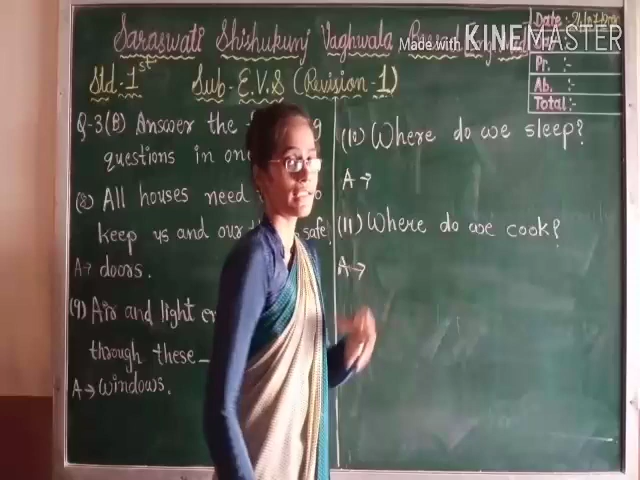 Saraswati Shishukunj Vaghwala
Made with KINEMASTER
Date:
Pr. :-
Ab. :-
Total:-
Std:-1st Sub-E.V.S (Revision-1)
Q-3(B) Answer the
questions in
(8) All houses need
keep us and our safe.
A→ doors.
(9) Air and light
through these
A→ windows.
(10) Where do we sleep?
A→
(11) Where do we cook?
A→